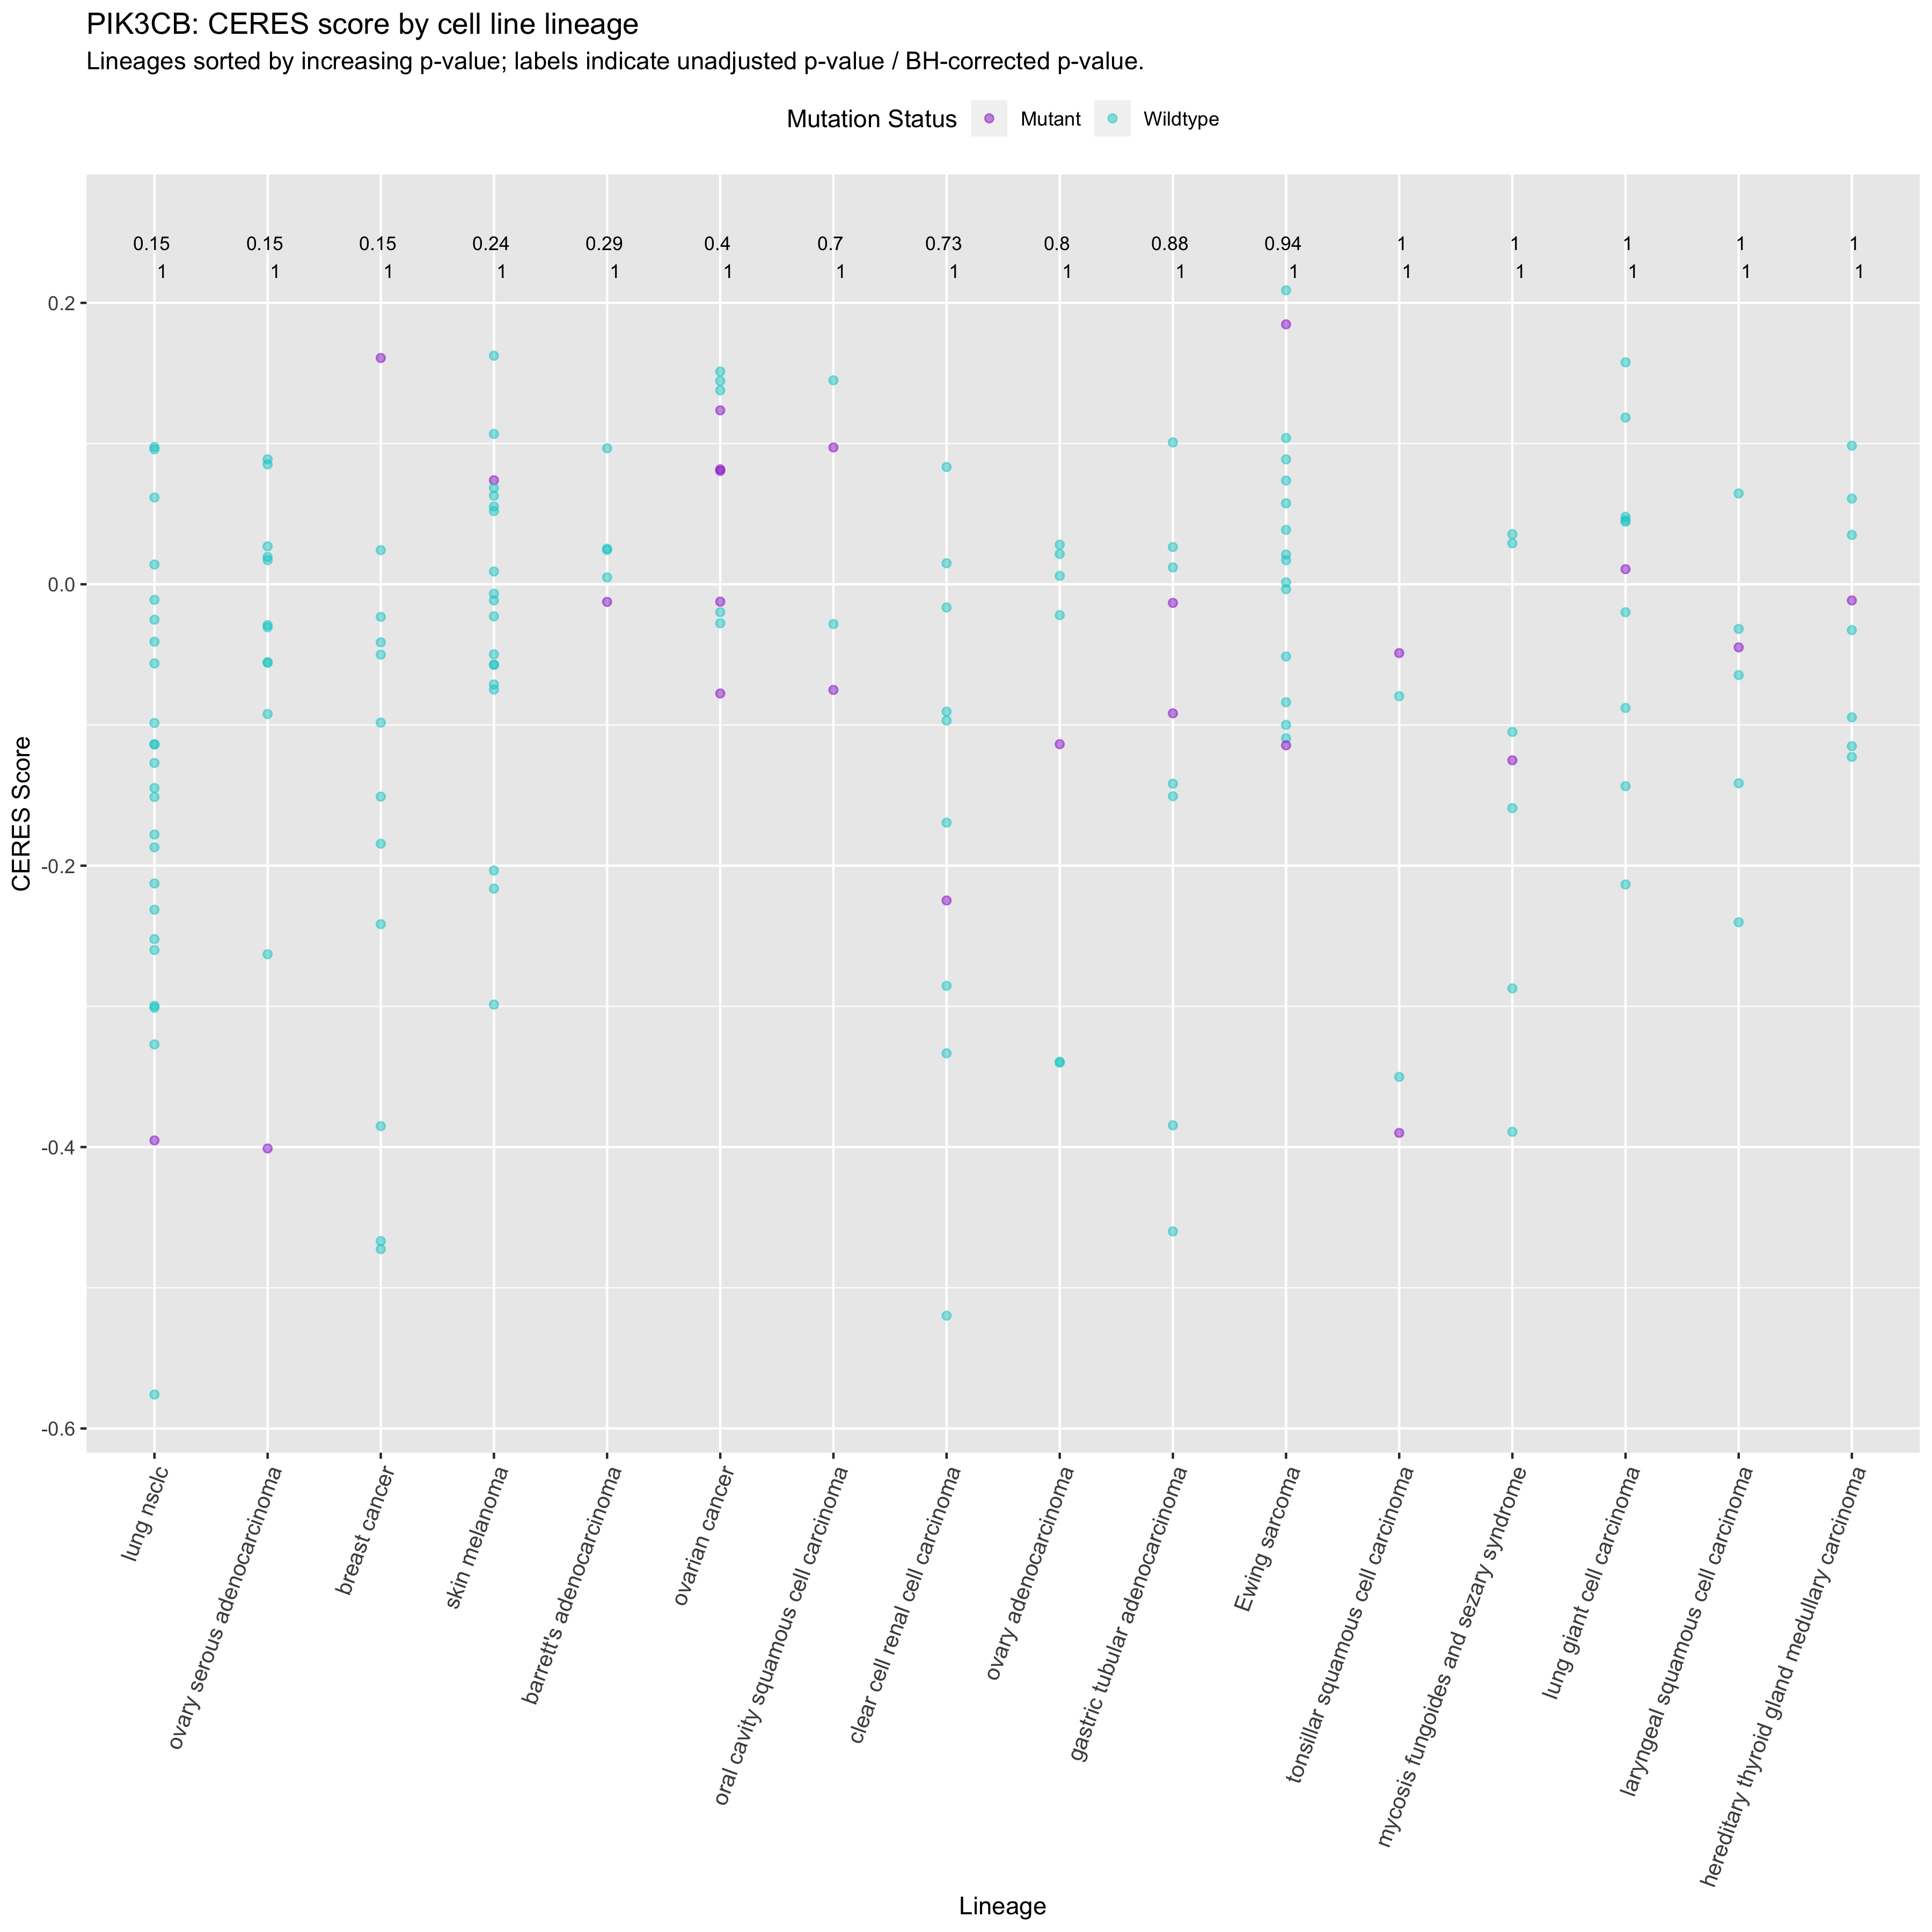 PIK3CB: CERES score by cell line lineage
Lineages sorted by increasing p-value; labels indicate unadjusted p-value / BH-corrected p-value.
Mutation Status Mutant Wildtype
0.15 0.15 0.15 0.24 0.29 0.4 0.7 0.73 0.8 0.88 0.94 1 1 1 1 1
1 1 1 1 1 1 1 1 1 1 1 1 1 1 1 1
0.2
0.0
-0.2
-0.4
-0.6
CERES Score
lung nsclc
ovary serous adenocarcinoma
breast cancer
skin melanoma
barrett's adenocarcinoma
ovarian cancer
oral cavity squamous cell carcinoma
clear cell renal cell carcinoma
ovary adenocarcinoma
gastric tubular adenocarcinoma
Ewing sarcoma
tonsillar squamous cell carcinoma
mycosis fungoides and sezary syndrome
lung giant cell carcinoma
laryngeal squamous cell carcinoma
hereditary thyroid gland medullary carcinoma
Lineage